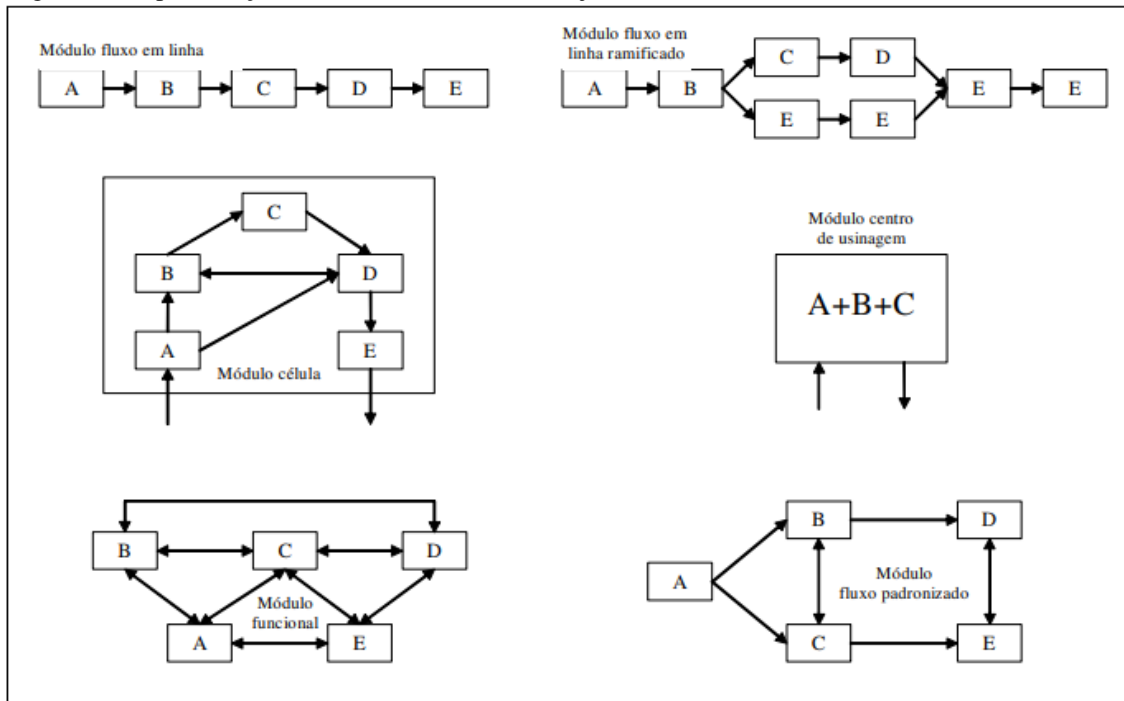 Módulo fluxo em linha
A B C D E
Módulo fluxo em
linha ramificado
A B C D E E
E E
C
B D
A E
Módulo célula
Módulo centro
de usinagem
A+B+C
B C D
Módulo
funcional
A E
B D
A
Módulo
fluxo padronizado
C E